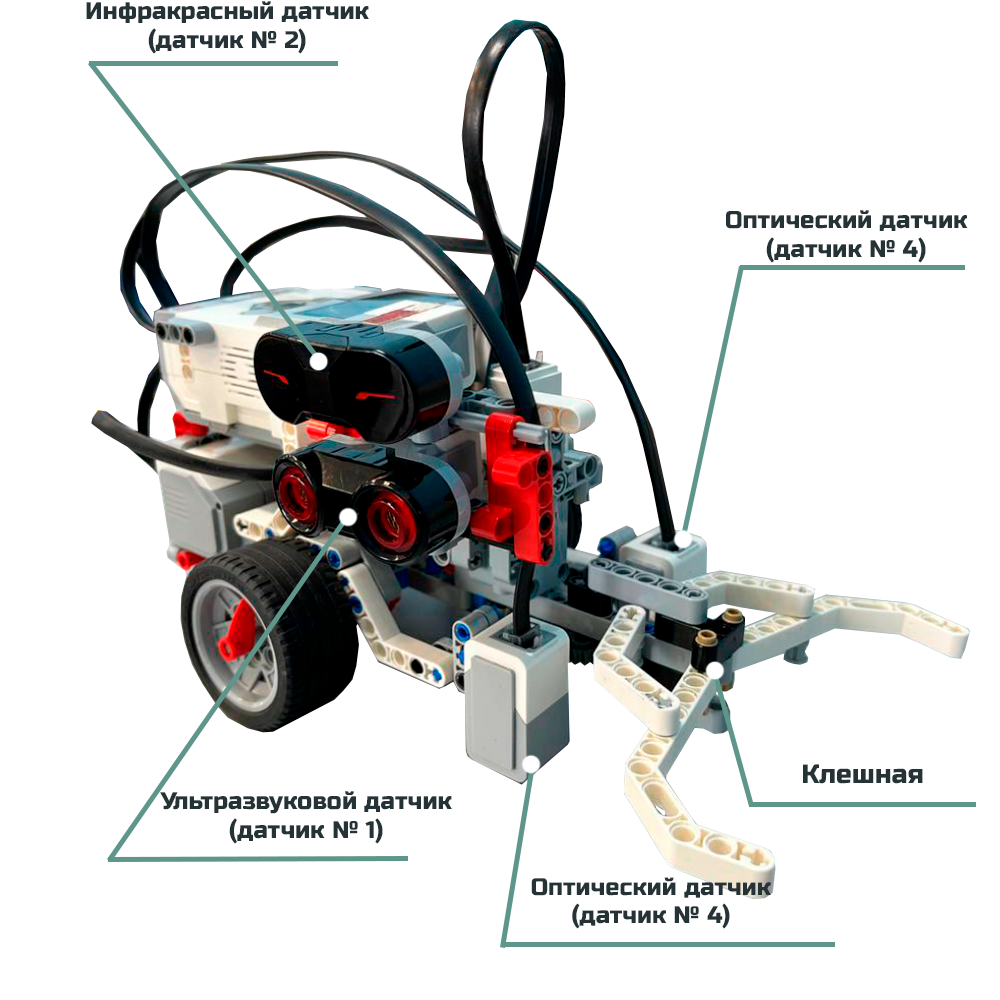 Инфракрасный датчик
(датчик № 2)
Оптический датчик
(датчик № 4)
Клешная
Ультразвуковой датчик
(датчик № 1)
Оптический датчик
(датчик № 4)